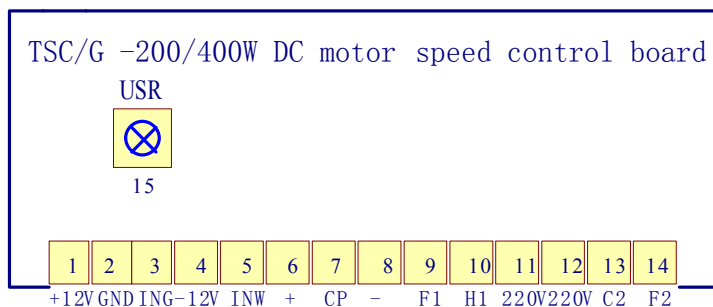 TSC/G -200/400W DC motor speed control board
USR
15
1 2 3 4 5 6 7 8 9 10 11 12 13 14
+12V GND ING -12V INW + CP - F1 H1 220V 220V C2 F2